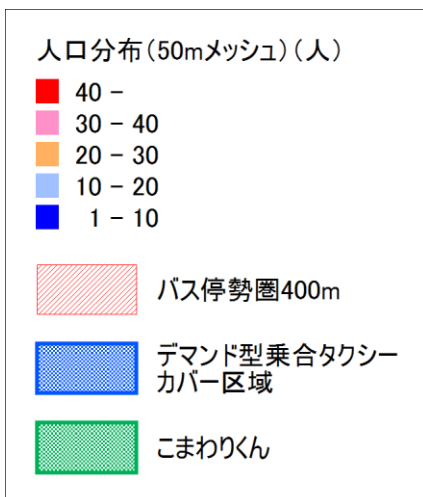 人口分布(50mメッシュ)(人)
40 -
30 - 40
20 - 30
10 - 20
1 - 10
バス停勢圏400m
デマンド型乗合タクシー
カバー区域
こまわりくん